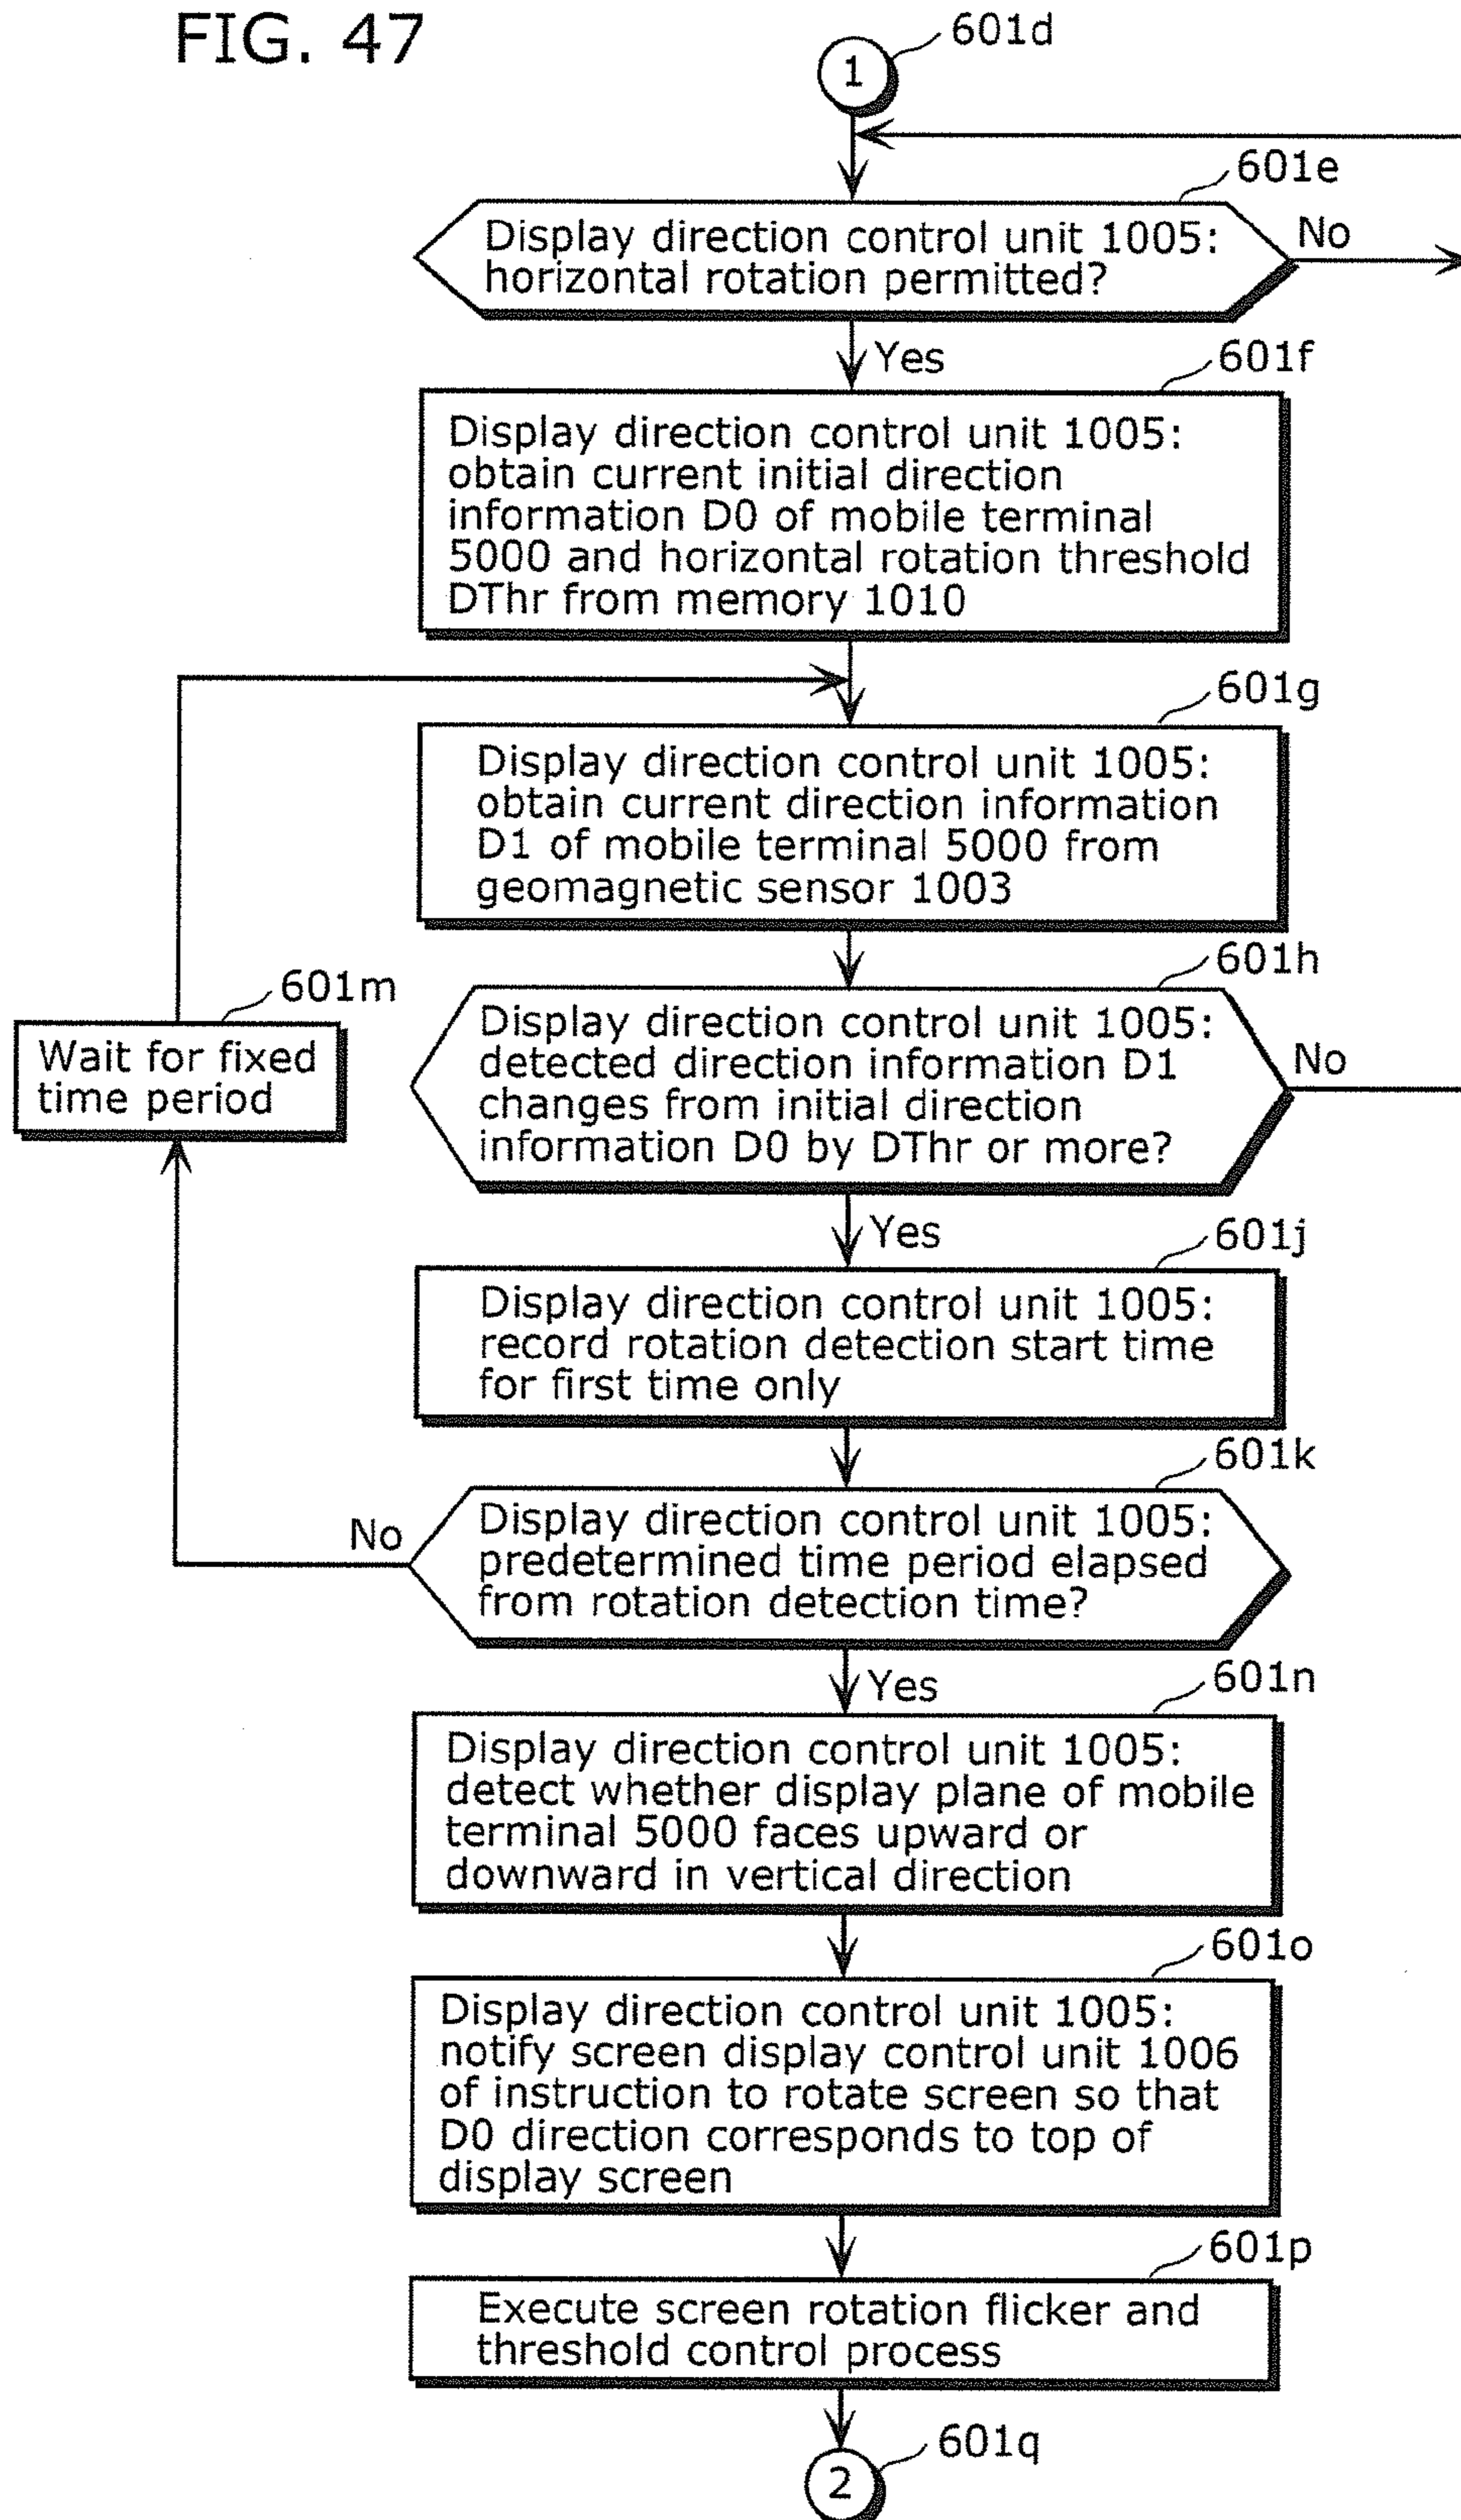 FIG. 47
1
601d
601e
Display direction control unit 1005:
horizontal rotation permitted?
No
Yes
601f
Display direction control unit 1005:
obtain current initial direction
information D0 of mobile terminal
5000 and horizontal rotation threshold
DThr from memory 1010
601g
Display direction control unit 1005:
obtain current direction information
D1 of mobile terminal 5000 from
geomagnetic sensor 1003
601m
Wait for fixed
time period
601h
Display direction control unit 1005:
detected direction information D1
changes from initial direction
information D0 by DThr or more?
No
Yes
601j
Display direction control unit 1005:
record rotation detection start time
for first time only
601k
Display direction control unit 1005:
predetermined time period elapsed
from rotation detection time?
No
Yes
601n
Display direction control unit 1005:
detect whether display plane of mobile
terminal 5000 faces upward or
downward in vertical direction
601o
Display direction control unit 1005:
notify screen display control unit 1006
of instruction to rotate screen so that
D0 direction corresponds to top of
display screen
601p
Execute screen rotation flicker and
threshold control process
601q
2